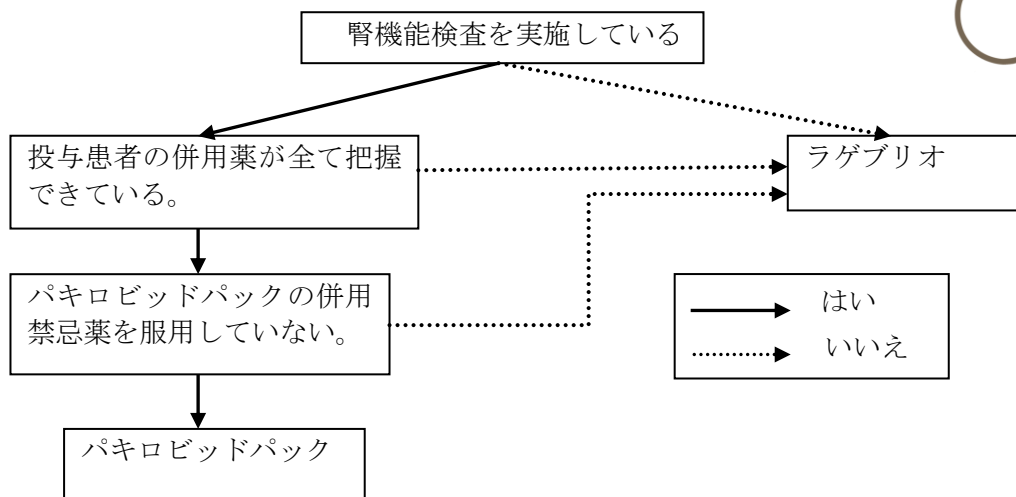 腎機能検査を実施している
投与患者の併用薬が全て把握
できている。
ラゲブリオ
パキロビッドパックの併用
禁忌薬を服用していない。
はい
いいえ
パキロビッドパック